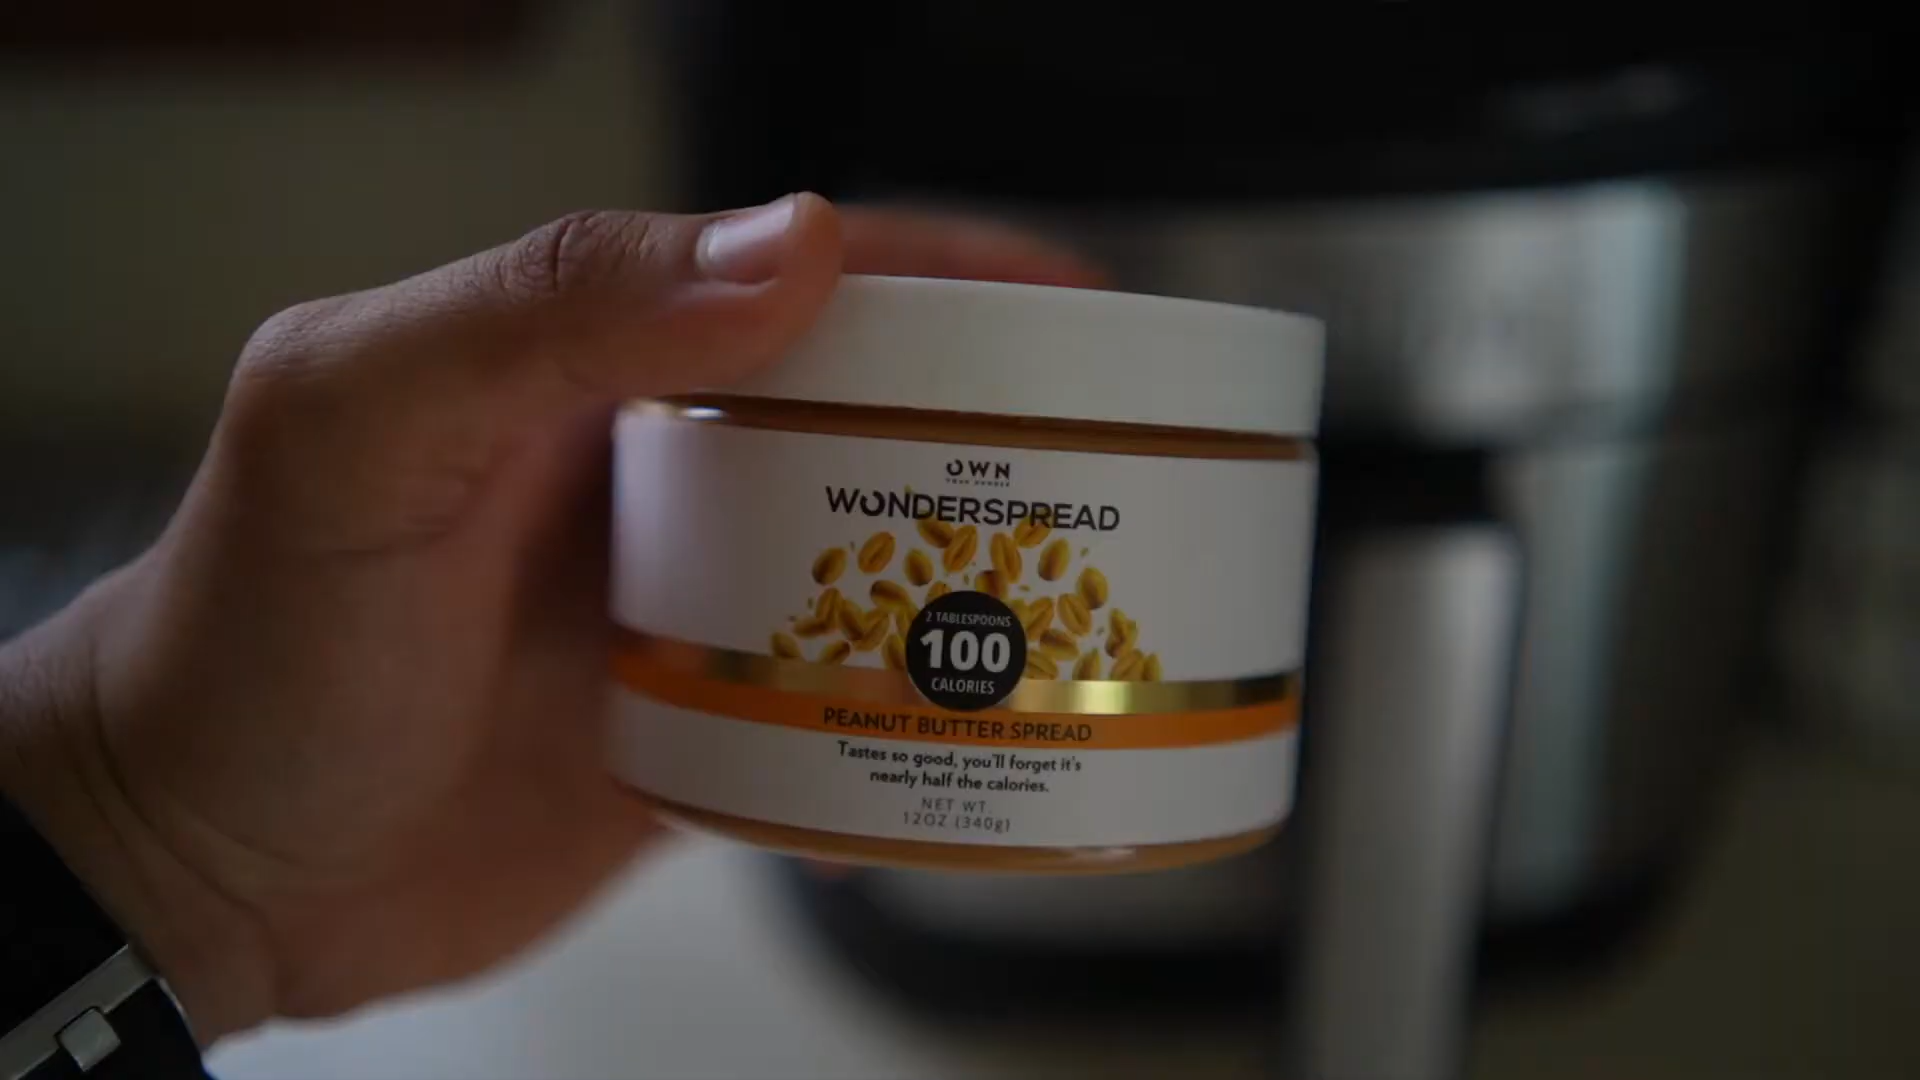 OWN
WONDERSPREAD
2 TABLESPOONS
100
CALORIES
PEANUT BUTTER SPREAD
Tastes so good, you'll forget it's
nearly half the calories.
NET WT.
12OZ (340g)